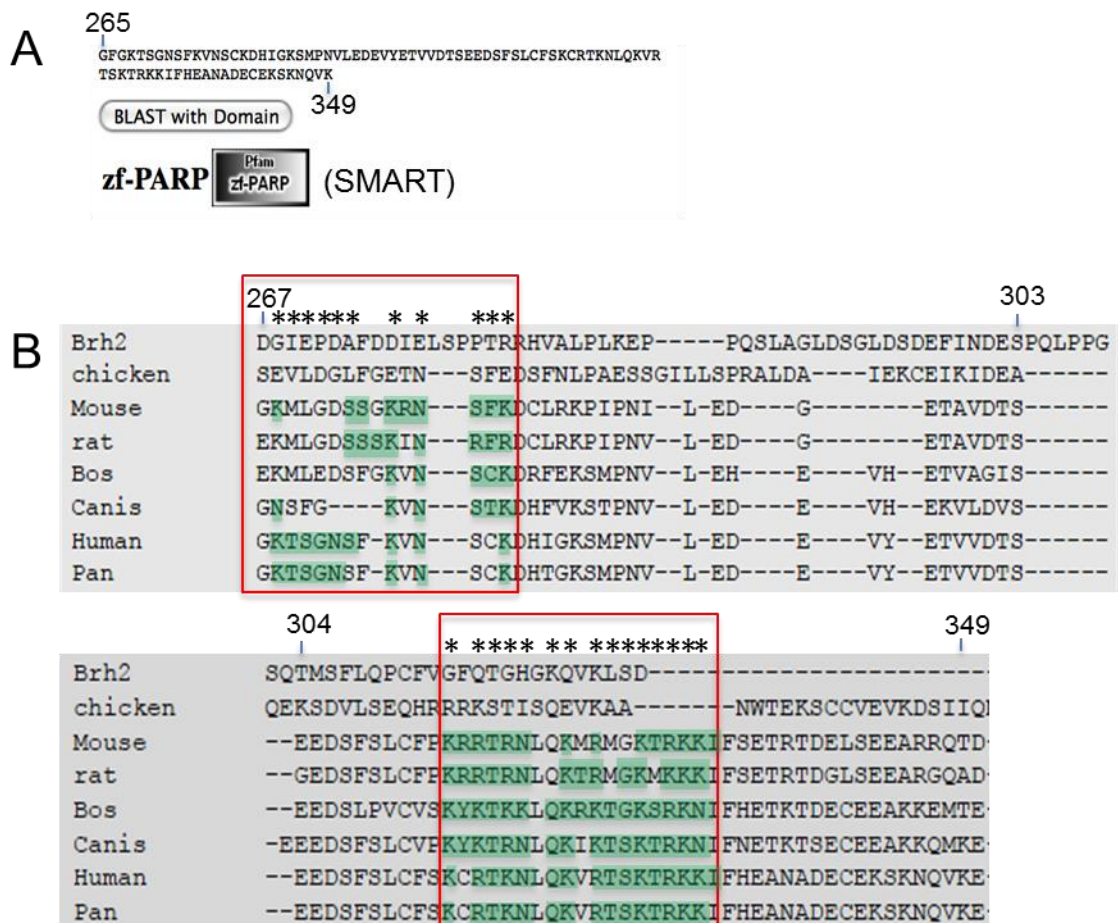 A
265
GFGKTSGNSFKVNSCKDHIGKSMPNVLEDEVYETVVDTSEEDSFSLCFSKCRTKNLQKVR
TSKTRKKIFHEANADECEKSKNQVK
349
BLAST with Domain
zf-PARP Pfam zf-PARP (SMART)
B
267 303
****** * * ***
Brh2 DGIEPDAFDDIELSPPTRRHVALPLKEP-----PQSLAGLDSGLDSDEFINDESPQLPPG
chicken SEVLDGLFGETN---SFEDSFNLPAESSGILLSPRALDA----IEKCEIKIDEA------
Mouse GKMLGDSSGKRN---SFKDCLRKPIPNI--L-ED---G-------ETAVDTS------
rat EKMLGDSSSKIN---RFRDCLRKPIPNV--L-ED---G-------ETAVDTS------
Bos EKMLEDSFGKVN---SCKDRFEKSMPNV--L-EH---E----VH--ETVAGIS------
Canis GNSFG----KVN---STKDHFVKSTPNV--L-ED---E----VH--EKVLDVS------
Human GKTSGNSF-KVN---SCKDHIGKSMPNV--L-ED---E----VY--ETVVDTS------
Pan GKTSGNSF-KVN---SCKDHTGKSMPNV--L-ED---E----VY--ETVVDTS------
304 349
* **** ** *******
Brh2 SQTMSFLQPCFVGFQTGHGKQVKLSD------------------------------
chicken QEKSDVLSEQHRRRKSTISQEVKAA-------NWTEKSCCVEVKDSIIQ
Mouse --EEDSFSLCFPKRRTRNLQKMRMGKTRKKIFSETRTDELSEEARRQTD-
rat --GEDSFSLCFPKRRTRNLQKTRMGKMKKKIFSETRTDGLSEEARGQAD-
Bos --EEDSLPVCVSKYKTKKLQKRKTGKSRKNIFHETKTDECEEAKKEMTE-
Canis -EEEDSFSLCVPKYKTRNLQKIKTSKTRKNIFNETKTSECEEAKKQMKE-
Human --EEDSFSLCFSKCRTKNLQKVRTSKTRKKIFHEANADECEKSKNQVKE-
Pan --EEDSFSLCFSKCRTKNLQKVRTSKTRKKIFHEANADECEKSKNQVKE-